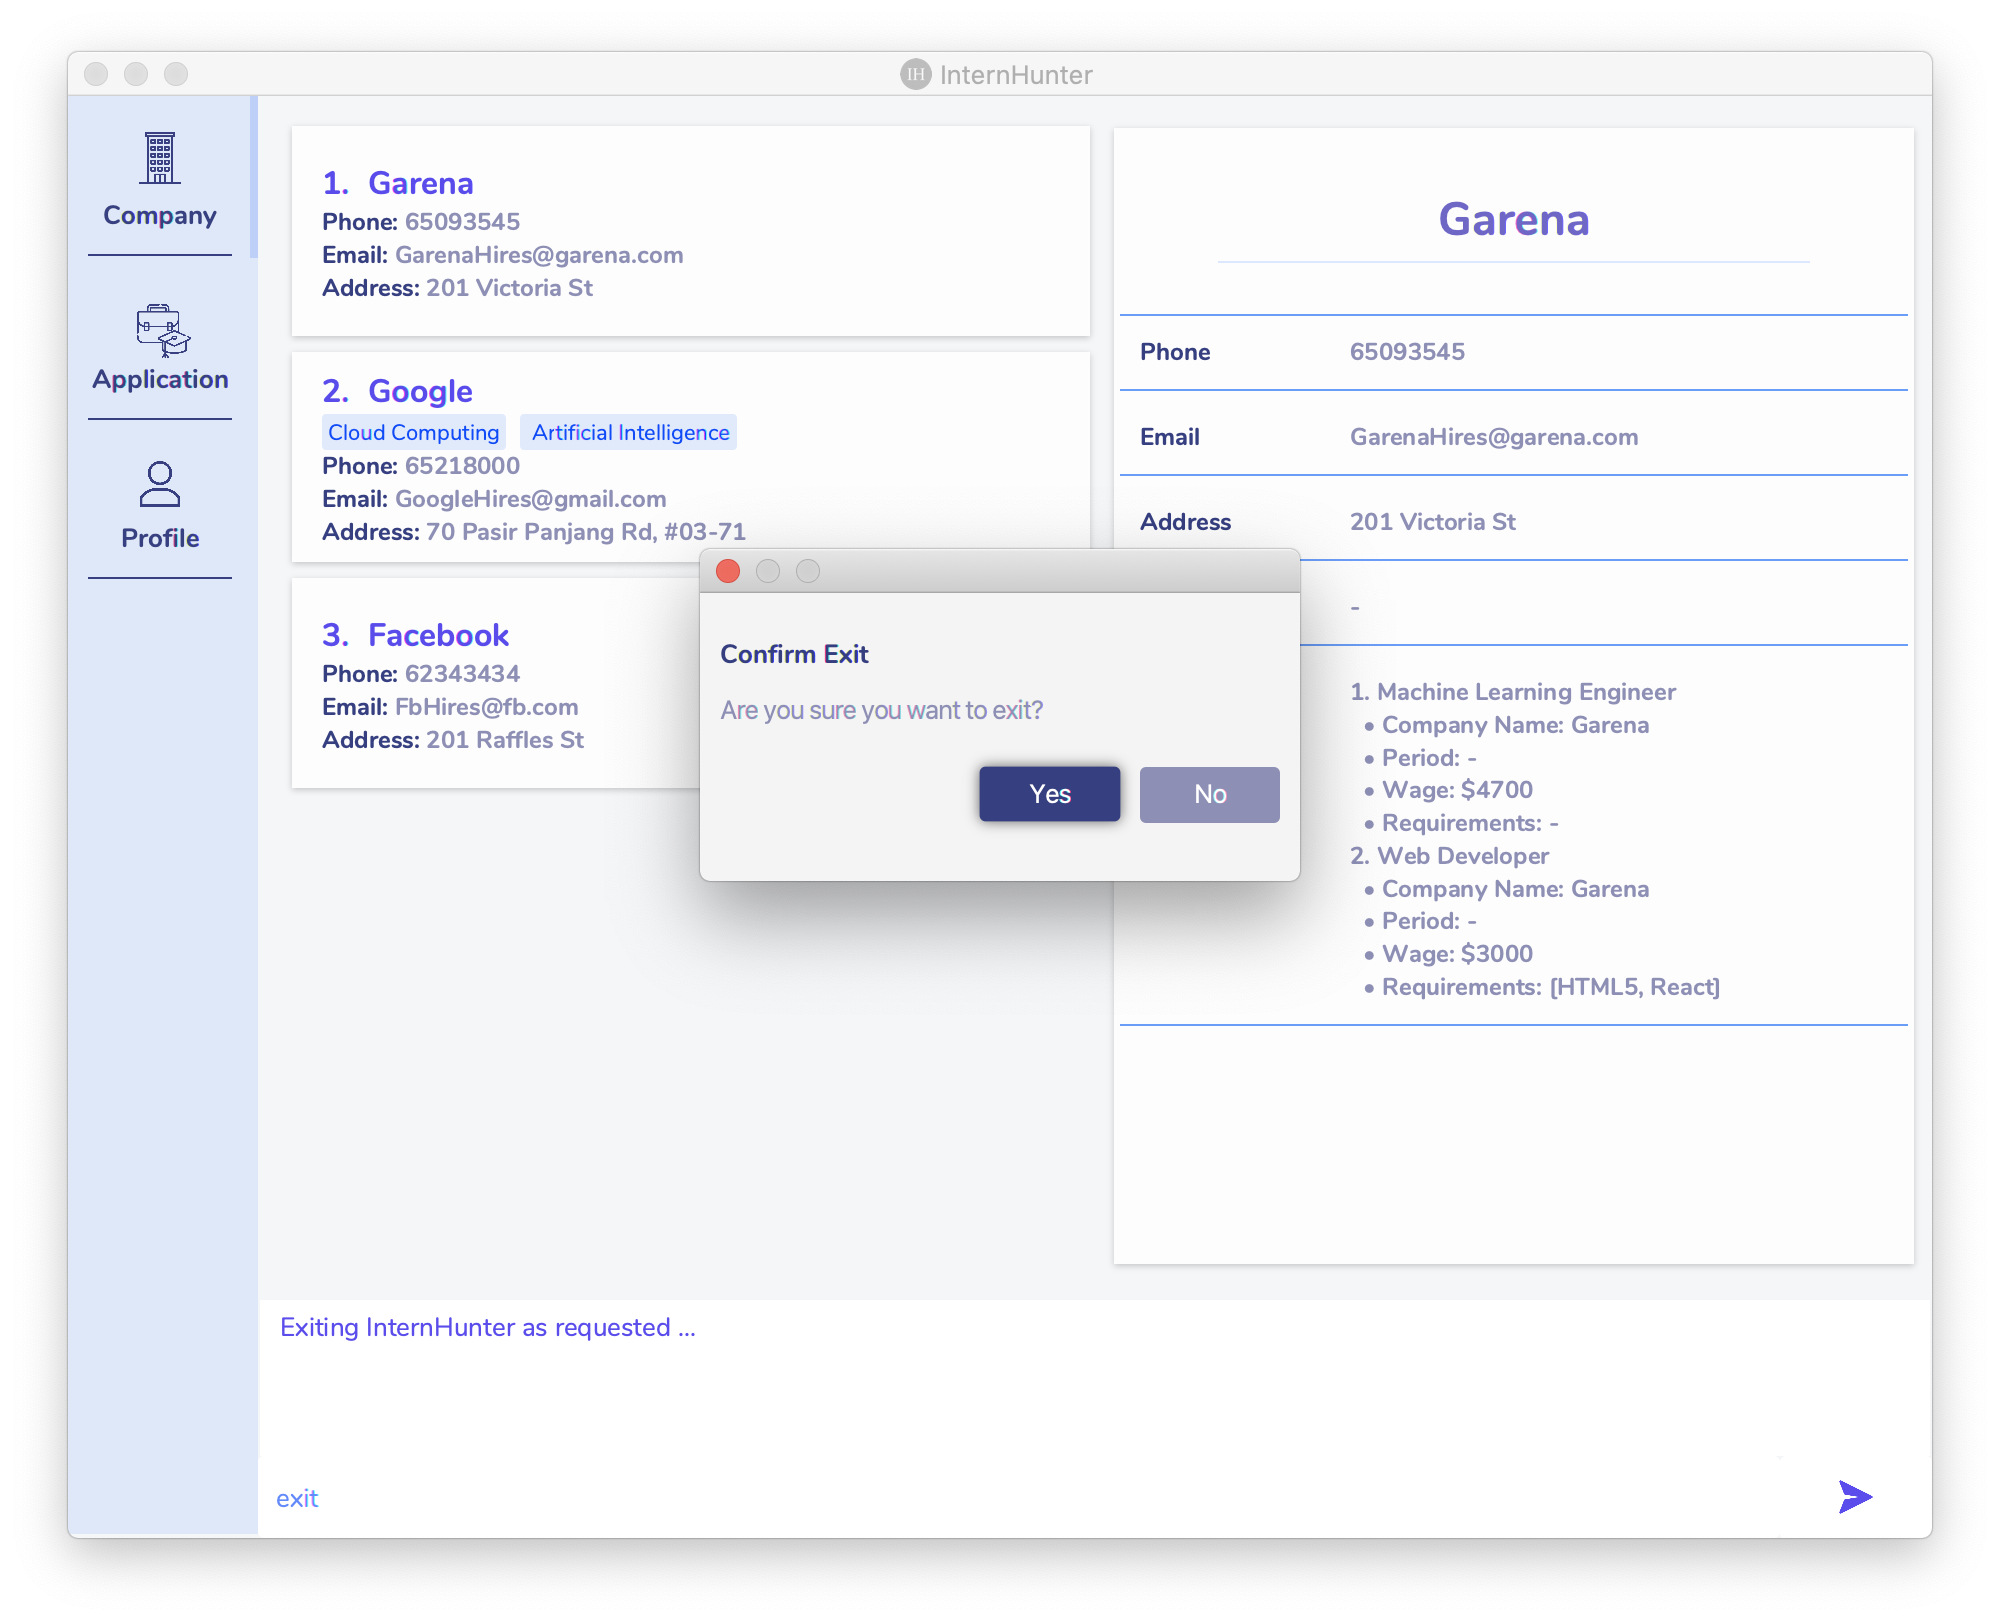 IH InternHunter
Company
Application
Profile
1. Garena
Phone: 65093545
Email: GarenaHires@garena.com
Address: 201 Victoria St
2. Google
Cloud Computing Artificial Intelligence
Phone: 65218000
Email: GoogleHires@gmail.com
Address: 70 Pasir Panjang Rd, #03-71
3. Facebook
Phone: 62343434
Email: FbHires@fb.com
Address: 201 Raffles St
Garena
Phone 65093545
Email GarenaHires@garena.com
Address 201 Victoria St
-
1. Machine Learning Engineer
• Company Name: Garena
• Period: -
• Wage: $4700
• Requirements: -
2. Web Developer
• Company Name: Garena
• Period: -
• Wage: $3000
• Requirements: [HTML5, React]
Confirm Exit
Are you sure you want to exit?
Yes No
Exiting InternHunter as requested ...
exit